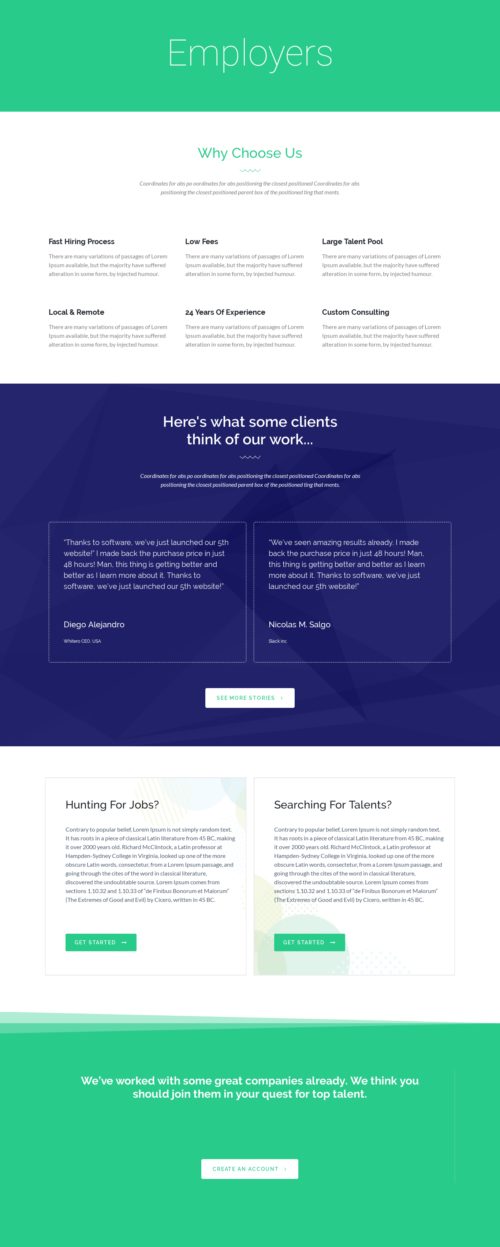 Employers
Why Choose Us
Coordinates for abs po oordinates for abs positioning the closest positioned Coordinates for abs
positioning the closest positioned parent box of the positioned ting that ments.
Fast Hiring Process
There are many variations of passages of Lorem
Ipsum available, but the majority have suffered
alteration in some form, by injected humour.
Low Fees
There are many variations of passages of Lorem
Ipsum available, but the majority have suffered
alteration in some form, by injected humour.
Large Talent Pool
There are many variations of passages of Lorem
Ipsum available, but the majority have suffered
alteration in some form, by injected humour.
Local & Remote
There are many variations of passages of Lorem
Ipsum available, but the majority have suffered
alteration in some form, by injected humour.
24 Years Of Experience
There are many variations of passages of Lorem
Ipsum available, but the majority have suffered
alteration in some form, by injected humour.
Custom Consulting
There are many variations of passages of Lorem
Ipsum available, but the majority have suffered
alteration in some form, by injected humour.
Here's what some clients
think of our work...
Coordinates for abs po oordinates for abs positioning the closest positioned Coordinates for abs
positioning the closest positioned parent box of the positioned ting that ments.
"Thanks to software, we've just launched our 5th
website!" I made back the purchase price in just
48 hours! Man, this thing is getting better and
better as I learn more about it. Thanks to
software, we've just launched our 5th website!"
Diego Alejandro
Whitero CEO, USA
"We've seen amazing results already. I made
back the purchase price in just 48 hours! Man,
this thing is getting better and better as I learn
more about it. Thanks to software, we've just
launched our 5th website!"
Nicolas M. Salgo
Slack inc.
SEE MORE STORIES ›
Hunting For Jobs?
Contrary to popular belief, Lorem Ipsum is not simply random text.
It has roots in a piece of classical Latin literature from 45 BC, making
it over 2000 years old. Richard McClintock, a Latin professor at
Hampden-Sydney College in Virginia, looked up one of the more
obscure Latin words, consectetur, from a Lorem Ipsum passage, and
going through the cites of the word in classical literature,
discovered the undoubtable source. Lorem Ipsum comes from
sections 1.10.32 and 1.10.33 of "de Finibus Bonorum et Malorum"
(The Extremes of Good and Evil) by Cicero, written in 45 BC.
GET STARTED →
Searching For Talents?
Contrary to popular belief, Lorem Ipsum is not simply random text.
It has roots in a piece of classical Latin literature from 45 BC, making
it over 2000 years old. Richard McClintock, a Latin professor at
Hampden-Sydney College in Virginia, looked up one of the more
obscure Latin words, consectetur, from a Lorem Ipsum passage, and
going through the cites of the word in classical literature,
discovered the undoubtable source. Lorem Ipsum comes from
sections 1.10.32 and 1.10.33 of "de Finibus Bonorum et Malorum"
(The Extremes of Good and Evil) by Cicero, written in 45 BC.
GET STARTED →
We've worked with some great companies already. We think you
should join them in your quest for top talent.
CREATE AN ACCOUNT ›